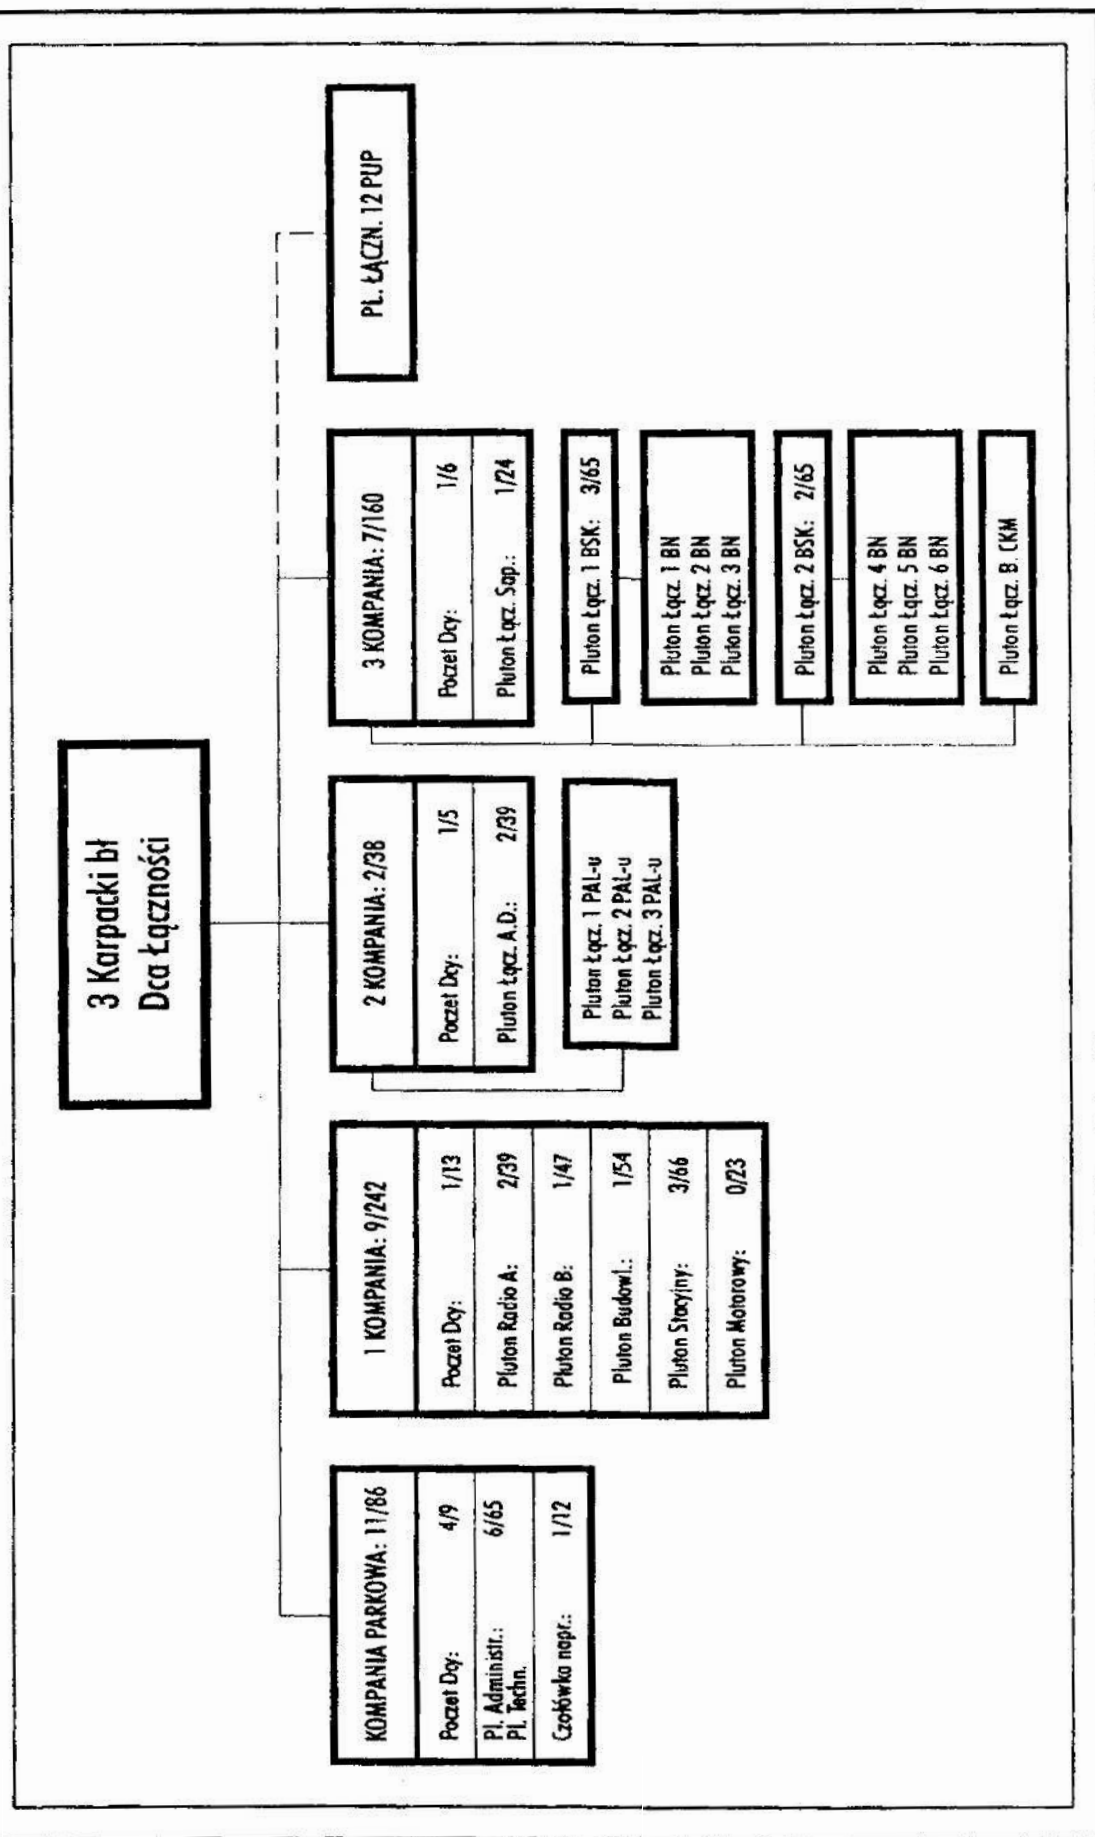 3 Karpacki bł
Dca Łączności
KOMPANIA PARKOWA: 11/86
Poczet Dcy: 4/9
Pl. Administr.: 6/65
Pl. Techn.
Czołówka napr.: 1/12
1 KOMPANIA: 9/242
Poczet Dcy: 1/13
Pluton Radio A: 2/39
Pluton Radio B: 1/47
Pluton Budowl.: 1/54
Pluton Stacyjny: 3/66
Pluton Motorowy: 0/23
2 KOMPANIA: 2/38
Poczet Dcy: 1/5
Pluton Łącz. A.D.: 2/39
Pluton Łącz. 1 PAL-u
Pluton Łącz. 2 PAL-u
Pluton Łącz. 3 PAL-u
3 KOMPANIA: 7/160
Poczet Dcy: 1/6
Pluton Łącz. Sap.: 1/24
Pluton Łącz. 1 BSK: 3/65
Pluton Łącz. 1 BN
Pluton Łącz. 2 BN
Pluton Łącz. 3 BN
Pluton Łącz. 2 BSK: 2/65
Pluton Łącz. 4 BN
Pluton Łącz. 5 BN
Pluton Łącz. 6 BN
Pluton Łącz. B. CKM
PL. ŁĄCZN. 12 PUP